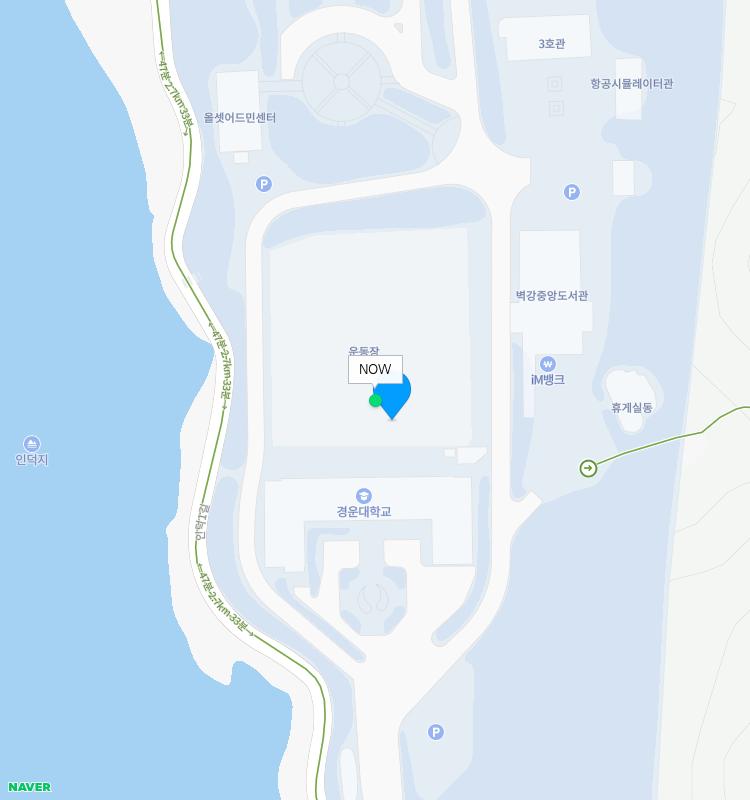 3호관
항공시뮬레이터관
←47분 2.7km 33분→
올셋어드민센터
P
P
벽강중앙도서관
운동장
←47분 2.7km 33분→
NOW
₩
iM뱅크
휴게실동
인덕지
경운대학교
인덕1길
←47분 2.7km 33분→
P
NAVER